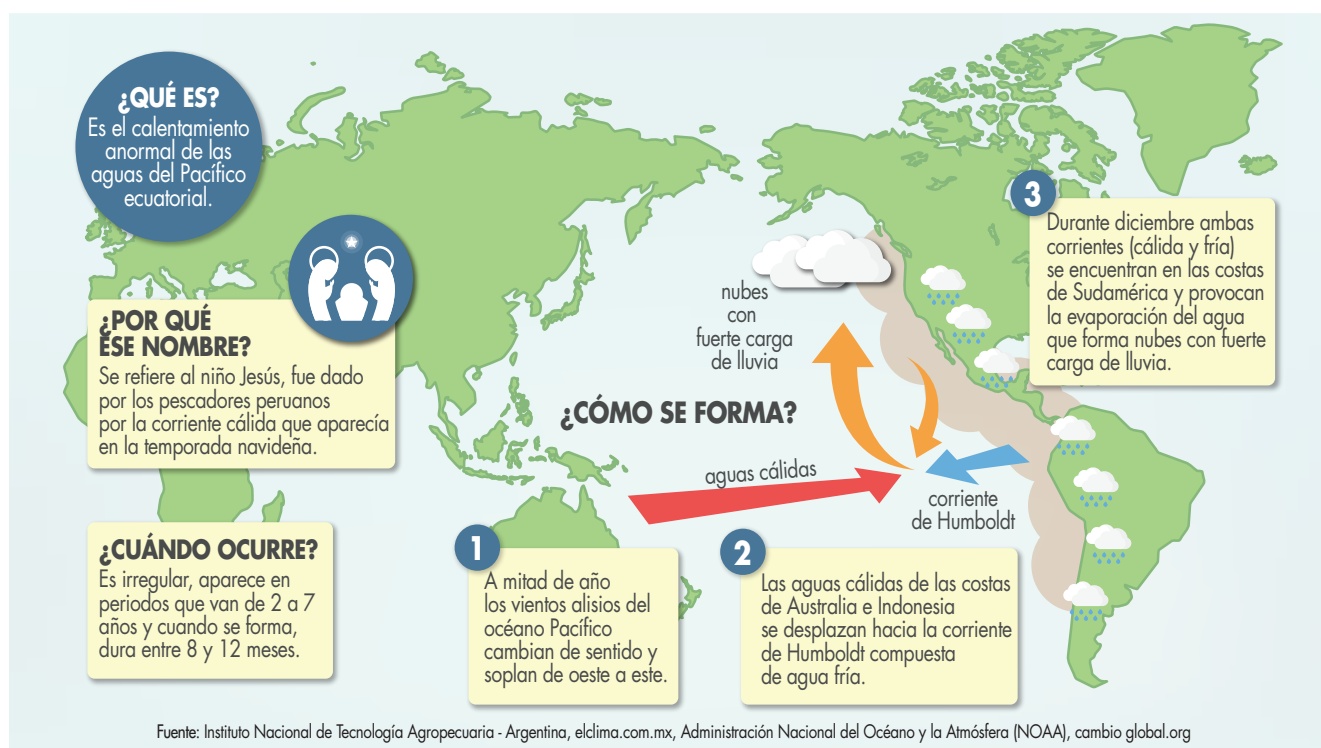 ¿QUÉ ES?
Es el calentamiento
anormal de las
aguas del Pacífico
ecuatorial.
¿POR QUÉ
ESE NOMBRE?
Se refiere al niño Jesús, fue dado
por los pescadores peruanos
por la corriente cálida que aparecía
en la temporada navideña.
¿CUÁNDO OCURRE?
Es irregular, aparece en
periodos que van de 2 a 7
años y cuando se forma,
dura entre 8 y 12 meses.
¿CÓMO SE FORMA?
nubes
con
fuerte carga
de lluvia
aguas cálidas
corriente
de Humboldt
1
A mitad de año
los vientos alisios del
océano Pacífico
cambian de sentido y
soplan de oeste a este.
2
Las aguas cálidas de las costas
de Australia e Indonesia
se desplazan hacia la corriente
de Humboldt compuesta
de agua fría.
3
Durante diciembre ambas
corrientes (cálida y fría)
se encuentran en las costas
de Sudamérica y provocan
la evaporación del agua
que forma nubes con fuerte
carga de lluvia.
Fuente: Instituto Nacional de Tecnología Agropecuaria - Argentina, elclima.com.mx, Administración Nacional del Océano y la Atmósfera (NOAA), cambio global.org